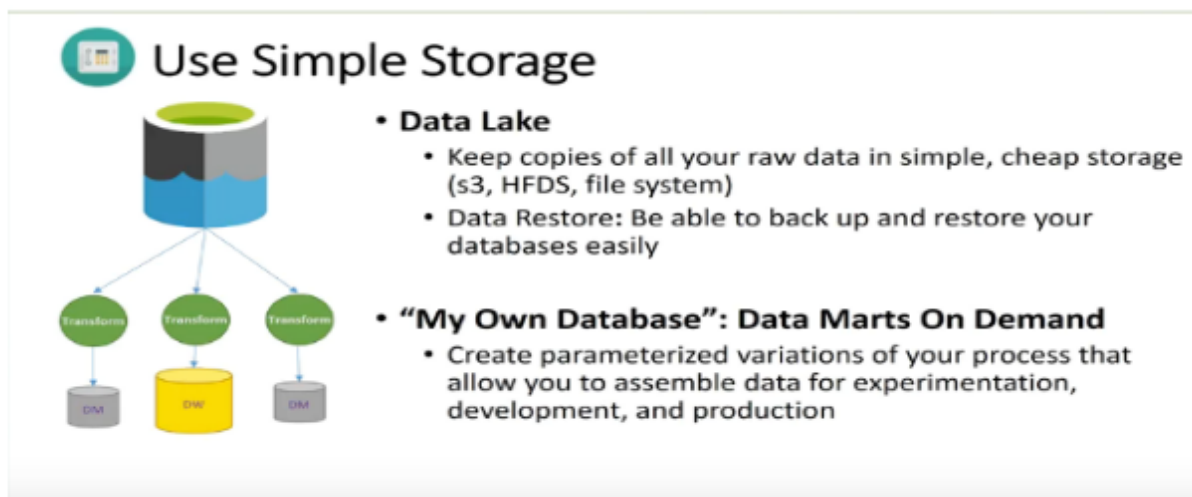 Use Simple Storage
• Data Lake
• Keep copies of all your raw data in simple, cheap storage
(s3, HFDS, file system)
• Data Restore: Be able to back up and restore your
databases easily
Transform Transform Transform
• “My Own Database”: Data Marts On Demand
• Create parameterized variations of your process that
allow you to assemble data for experimentation,
development, and production
DM DW DM